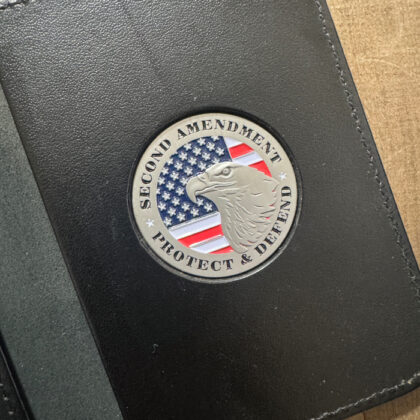 SECOND AMENDMENT
PROTECT & DEFEND